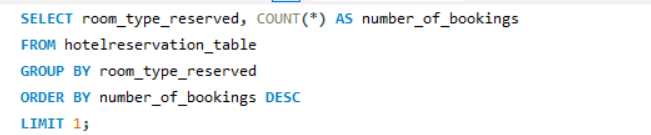 SELECT room_type_reserved, COUNT(*) AS number_of_bookings
FROM hotelreservation_table
GROUP BY room_type_reserved
ORDER BY number_of_bookings DESC
LIMIT 1;